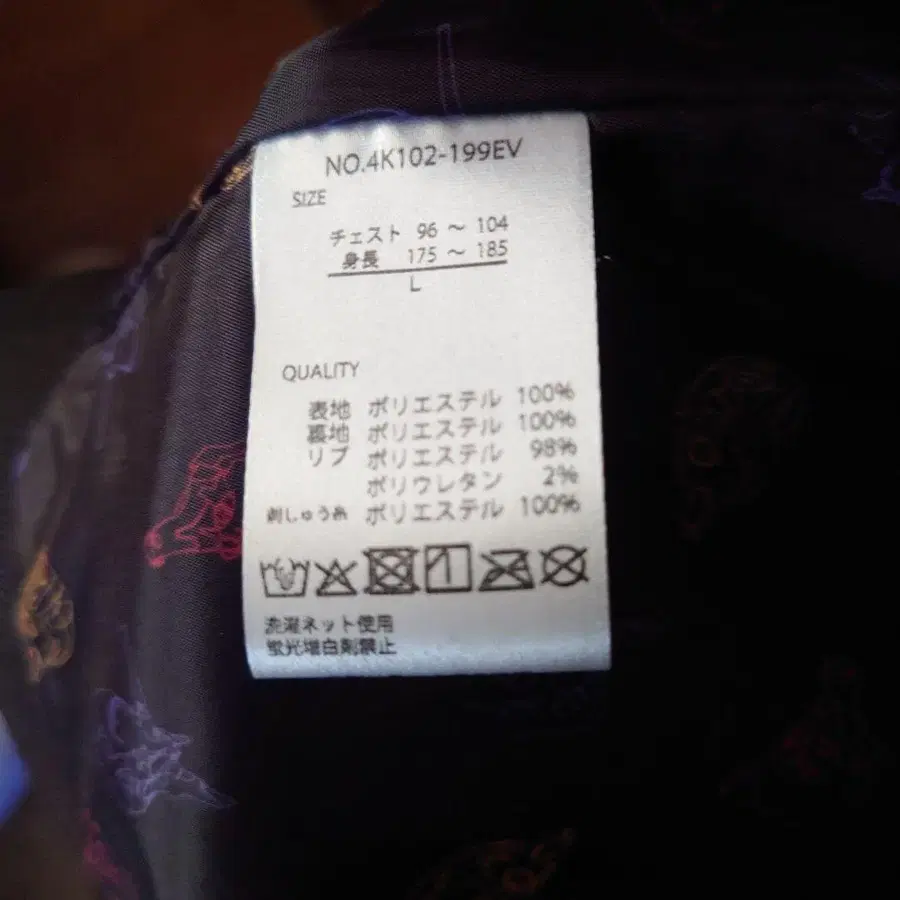 NO.4K102-199EV
SIZE
チェスト 96 ~ 104
身長 175 ~ 185
L
QUALITY
表地 ポリエステル 100%
裏地 ポリエステル 100%
リブ ポリエステル 98%
ポリウレタン 2%
刺しゅう糸 ポリエステル 100%
洗濯ネット使用
蛍光増白剤禁止